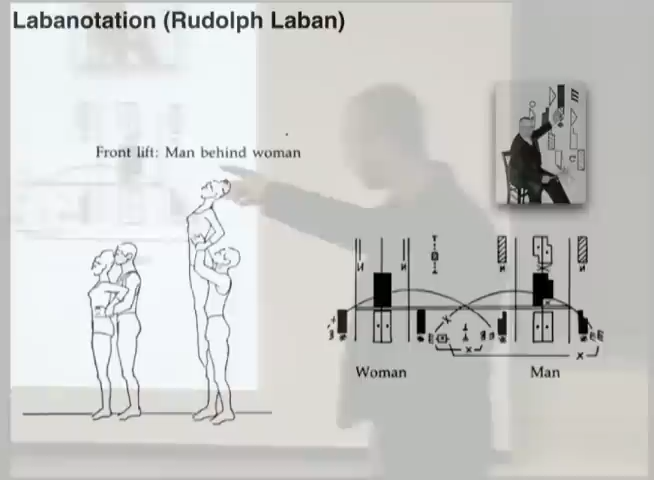 Labanotation (Rudolph Laban)
Front lift: Man behind woman
Woman
Man